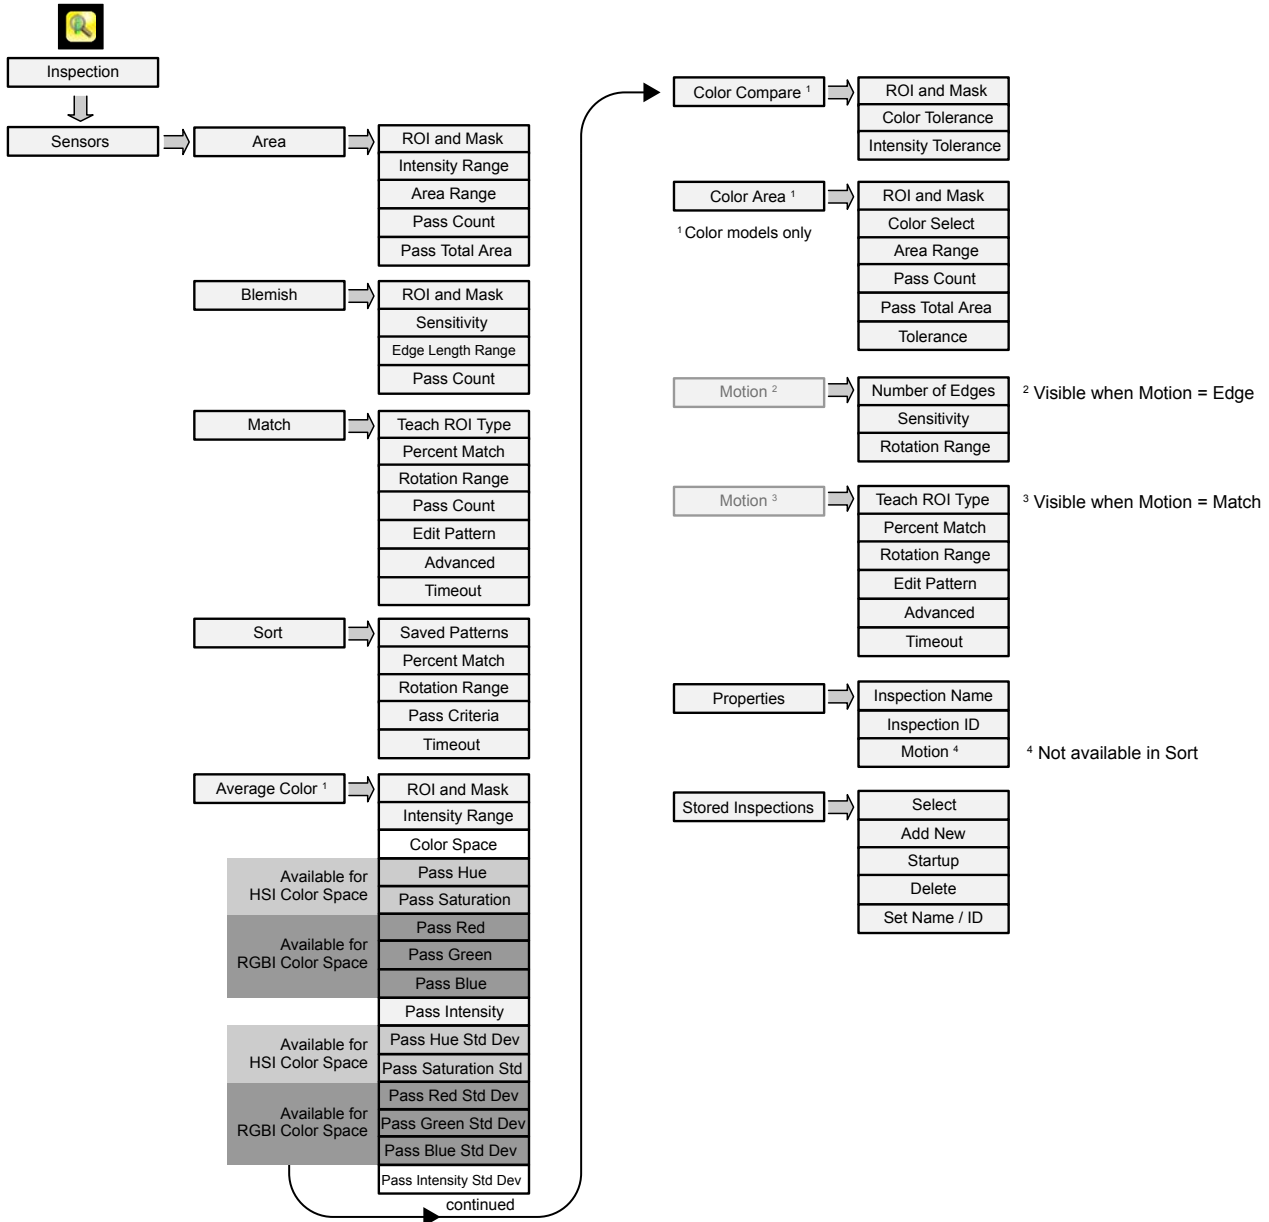 Inspection
Sensors
Area
ROI and Mask
Intensity Range
Area Range
Pass Count
Pass Total Area
Blemish
ROI and Mask
Sensitivity
Edge Length Range
Pass Count
Match
Teach ROI Type
Percent Match
Rotation Range
Pass Count
Edit Pattern
Advanced
Timeout
Sort
Saved Patterns
Percent Match
Rotation Range
Pass Criteria
Timeout
Average Color ¹
ROI and Mask
Intensity Range
Color Space
Available for
HSI Color Space
Pass Hue
Pass Saturation
Available for
RGBI Color Space
Pass Red
Pass Green
Pass Blue
Pass Intensity
Available for
HSI Color Space
Pass Hue Std Dev
Pass Saturation Std
Available for
RGBI Color Space
Pass Red Std Dev
Pass Green Std Dev
Pass Blue Std Dev
Pass Intensity Std Dev
continued
Color Compare ¹
ROI and Mask
Color Tolerance
Intensity Tolerance
Color Area ¹
¹ Color models only
ROI and Mask
Color Select
Area Range
Pass Count
Pass Total Area
Tolerance
Motion ²
Number of Edges
Sensitivity
Rotation Range
² Visible when Motion = Edge
Motion ³
Teach ROI Type
Percent Match
Rotation Range
Edit Pattern
Advanced
Timeout
³ Visible when Motion = Match
Properties
Inspection Name
Inspection ID
Motion ⁴
⁴ Not available in Sort
Stored Inspections
Select
Add New
Startup
Delete
Set Name / ID